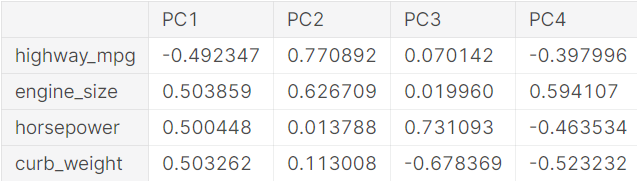 PC1 PC2 PC3 PC4
highway_mpg -0.492347 0.770892 0.070142 -0.397996
engine_size 0.503859 0.626709 0.019960 0.594107
horsepower 0.500448 0.013788 0.731093 -0.463534
curb_weight 0.503262 0.113008 -0.678369 -0.523232